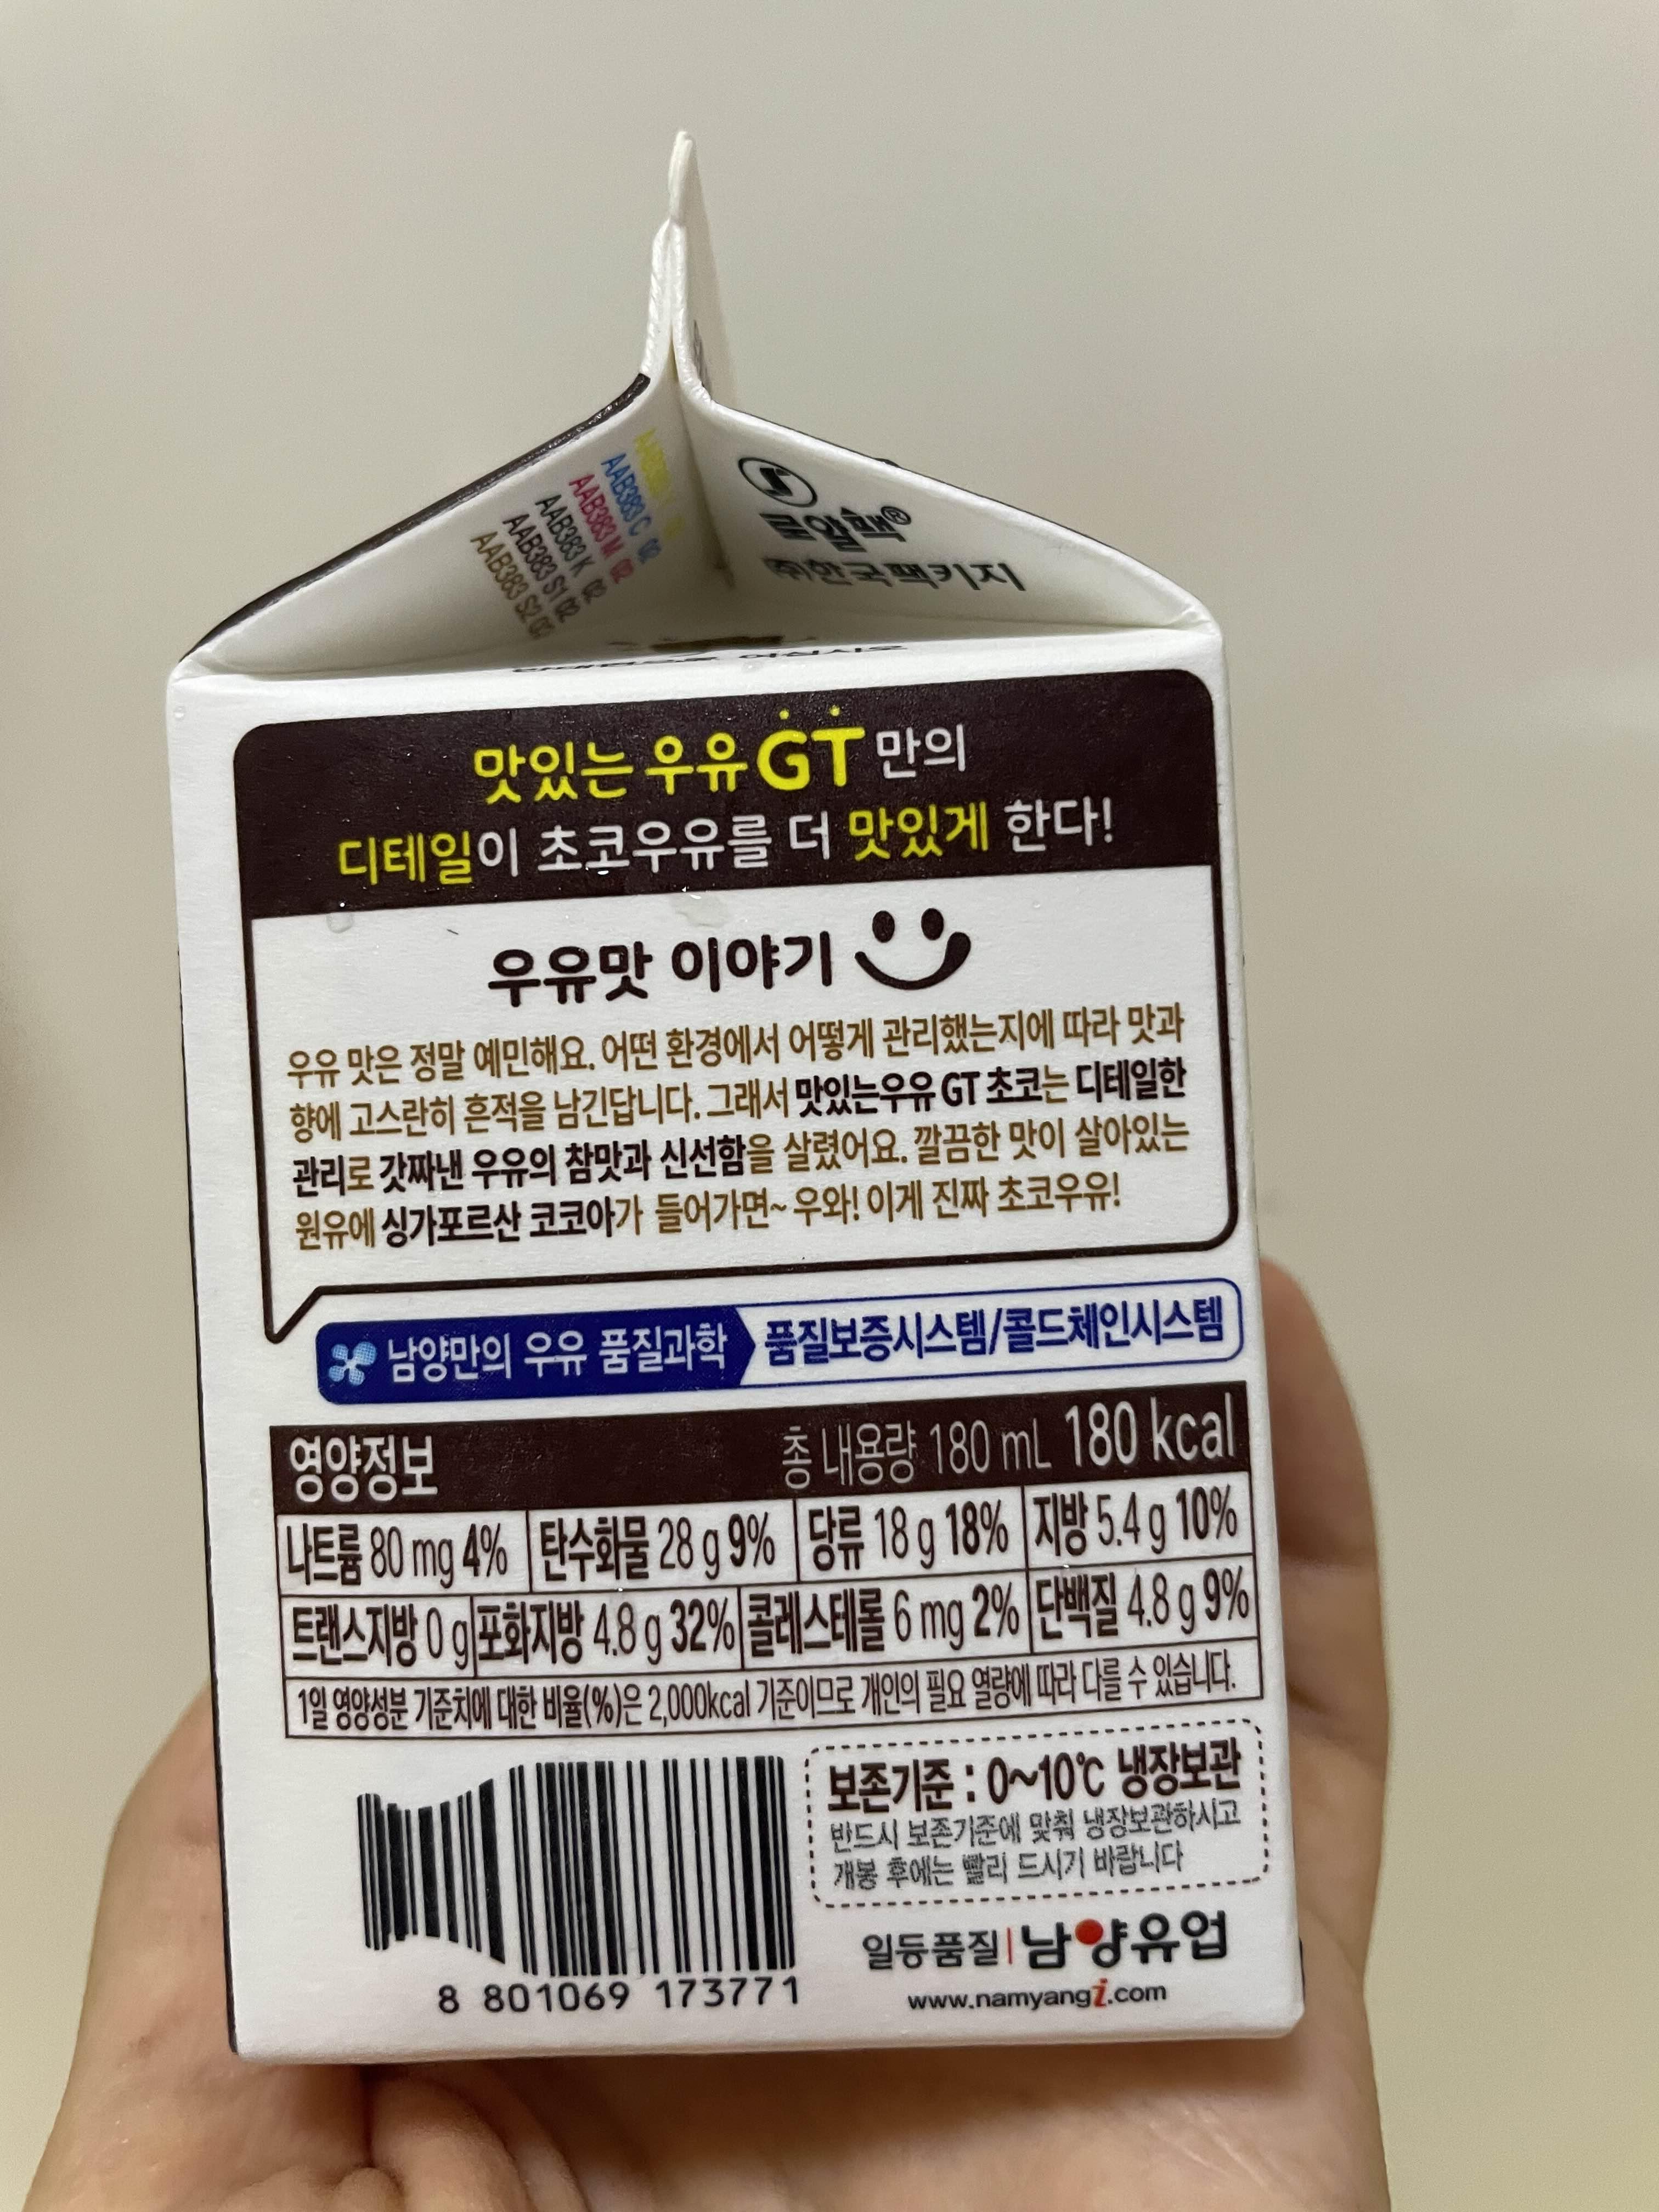 AAB383 C 02
AAB383 M 02
AAB383 K 02
AAB383 S1 02
AAB383 S2 02
로얄팩®
㈜한국팩키지
맛있는 우유 GT 만의
디테일이 초코우유를 더 맛있게 한다!
우유맛 이야기
우유 맛은 정말 예민해요. 어떤 환경에서 어떻게 관리했는지에 따라 맛과
향에 고스란히 흔적을 남긴답니다. 그래서 맛있는우유 GT 초코는 디테일한
관리로 갓짜낸 우유의 참맛과 신선함을 살렸어요. 깔끔한 맛이 살아있는
원유에 싱가포르산 코코아가 들어가면~ 우와! 이게 진짜 초코우유!
남양만의 우유 품질과학 품질보증시스템/콜드체인시스템
영양정보 총 내용량 180 mL 180 kcal
나트륨 80 mg 4% 탄수화물 28 g 9% 당류 18 g 18% 지방 5.4 g 10%
트랜스지방 0 g 포화지방 4.8 g 32% 콜레스테롤 6 mg 2% 단백질 4.8 g 9%
1일 영양성분 기준치에 대한 비율(%)은 2,000kcal 기준이므로 개인의 필요 열량에 따라 다를 수 있습니다.
보존기준 : 0~10℃ 냉장보관
반드시 보존기준에 맞춰 냉장보관하시고
개봉 후에는 빨리 드시기 바랍니다
8 801069 173771
일등품질 남양유업
www.namyangi.com